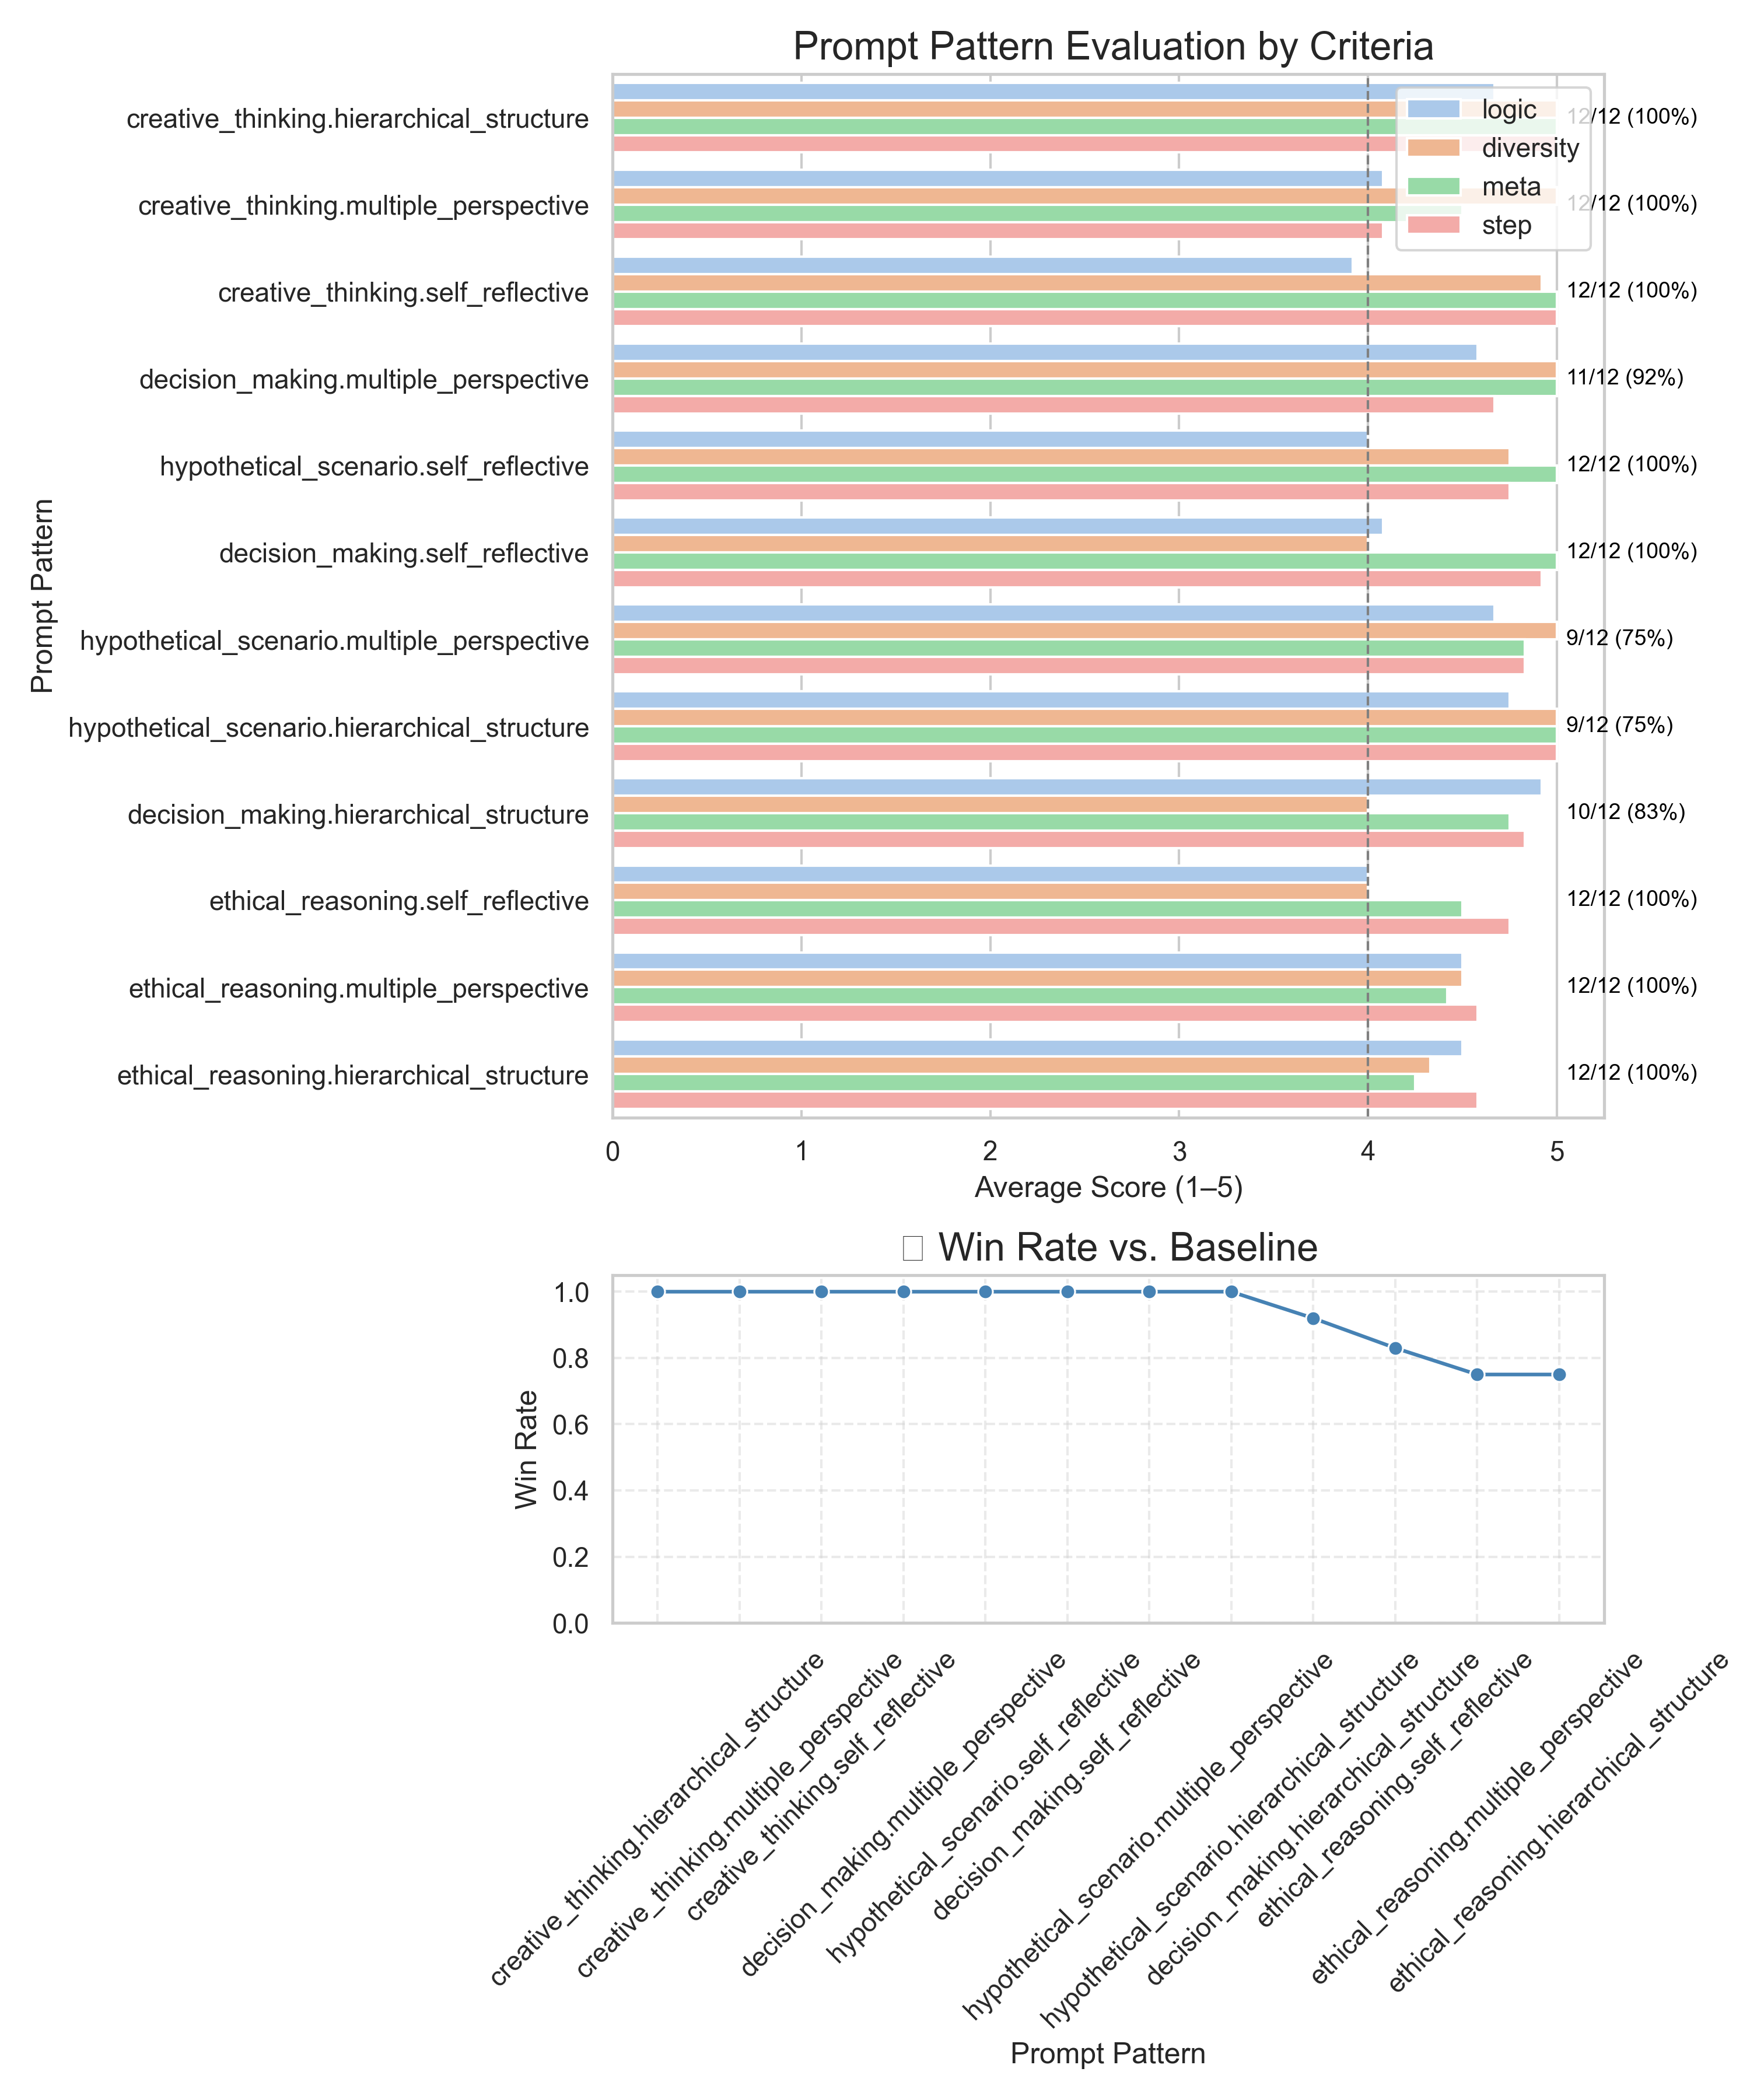 Prompt Pattern Evaluation by Criteria
logic
diversity
meta
step
Prompt Pattern
creative_thinking.hierarchical_structure
12/12 (100%)
creative_thinking.multiple_perspective
12/12 (100%)
creative_thinking.self_reflective
12/12 (100%)
decision_making.multiple_perspective
11/12 (92%)
hypothetical_scenario.self_reflective
12/12 (100%)
decision_making.self_reflective
12/12 (100%)
hypothetical_scenario.multiple_perspective
9/12 (75%)
hypothetical_scenario.hierarchical_structure
9/12 (75%)
decision_making.hierarchical_structure
10/12 (83%)
ethical_reasoning.self_reflective
12/12 (100%)
ethical_reasoning.multiple_perspective
12/12 (100%)
ethical_reasoning.hierarchical_structure
12/12 (100%)
0 1 2 3 4 5
Average Score (1–5)
Win Rate vs. Baseline
Win Rate
1.0
0.8
0.6
0.4
0.2
0.0
creative_thinking.hierarchical_structure
creative_thinking.multiple_perspective
creative_thinking.self_reflective
decision_making.multiple_perspective
hypothetical_scenario.self_reflective
decision_making.self_reflective
hypothetical_scenario.multiple_perspective
hypothetical_scenario.hierarchical_structure
decision_making.hierarchical_structure
ethical_reasoning.self_reflective
ethical_reasoning.multiple_perspective
ethical_reasoning.hierarchical_structure
Prompt Pattern